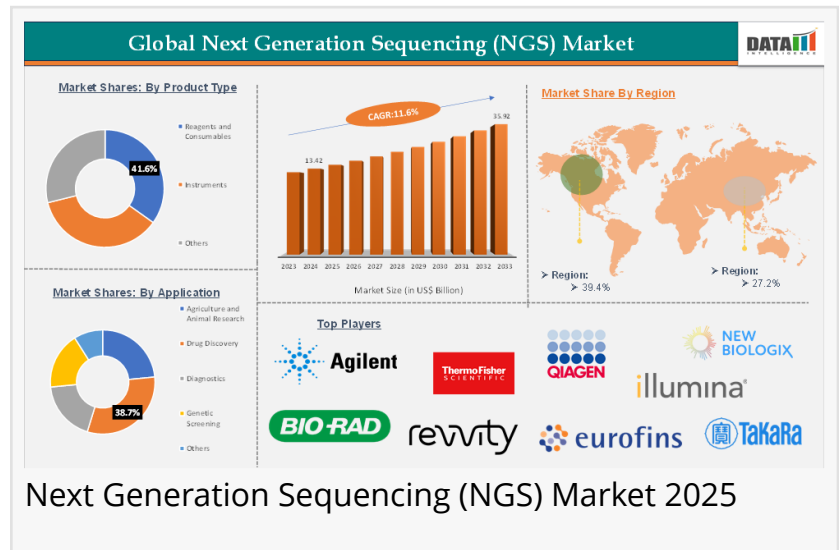 Global Next Generation Sequencing (NGS) Market
DATAM
INTELLIGENCE
Market Shares: By Product Type
41.6%
Reagents and
Consumables
Instruments
Others
CAGR:11.6%
13.42
35.92
2023 2024 2025 2026 2027 2028 2029 2030 2031 2032 2033
Market Size (in US$ Billion)
Market Share By Region
Region:
39.4%
Region:
27.2%
Market Shares: By Application
38.7%
Agriculture and
Animal Research
Drug Discovery
Diagnostics
Genetic
Screening
Others
Top Players
Agilent
ThermoFisher
SCIENTIFIC
QIAGEN
NEW
BIOLOGIX
illumina®
BIO-RAD
revvity
eurofins
寶 TaKaRa
Next Generation Sequencing (NGS) Market 2025